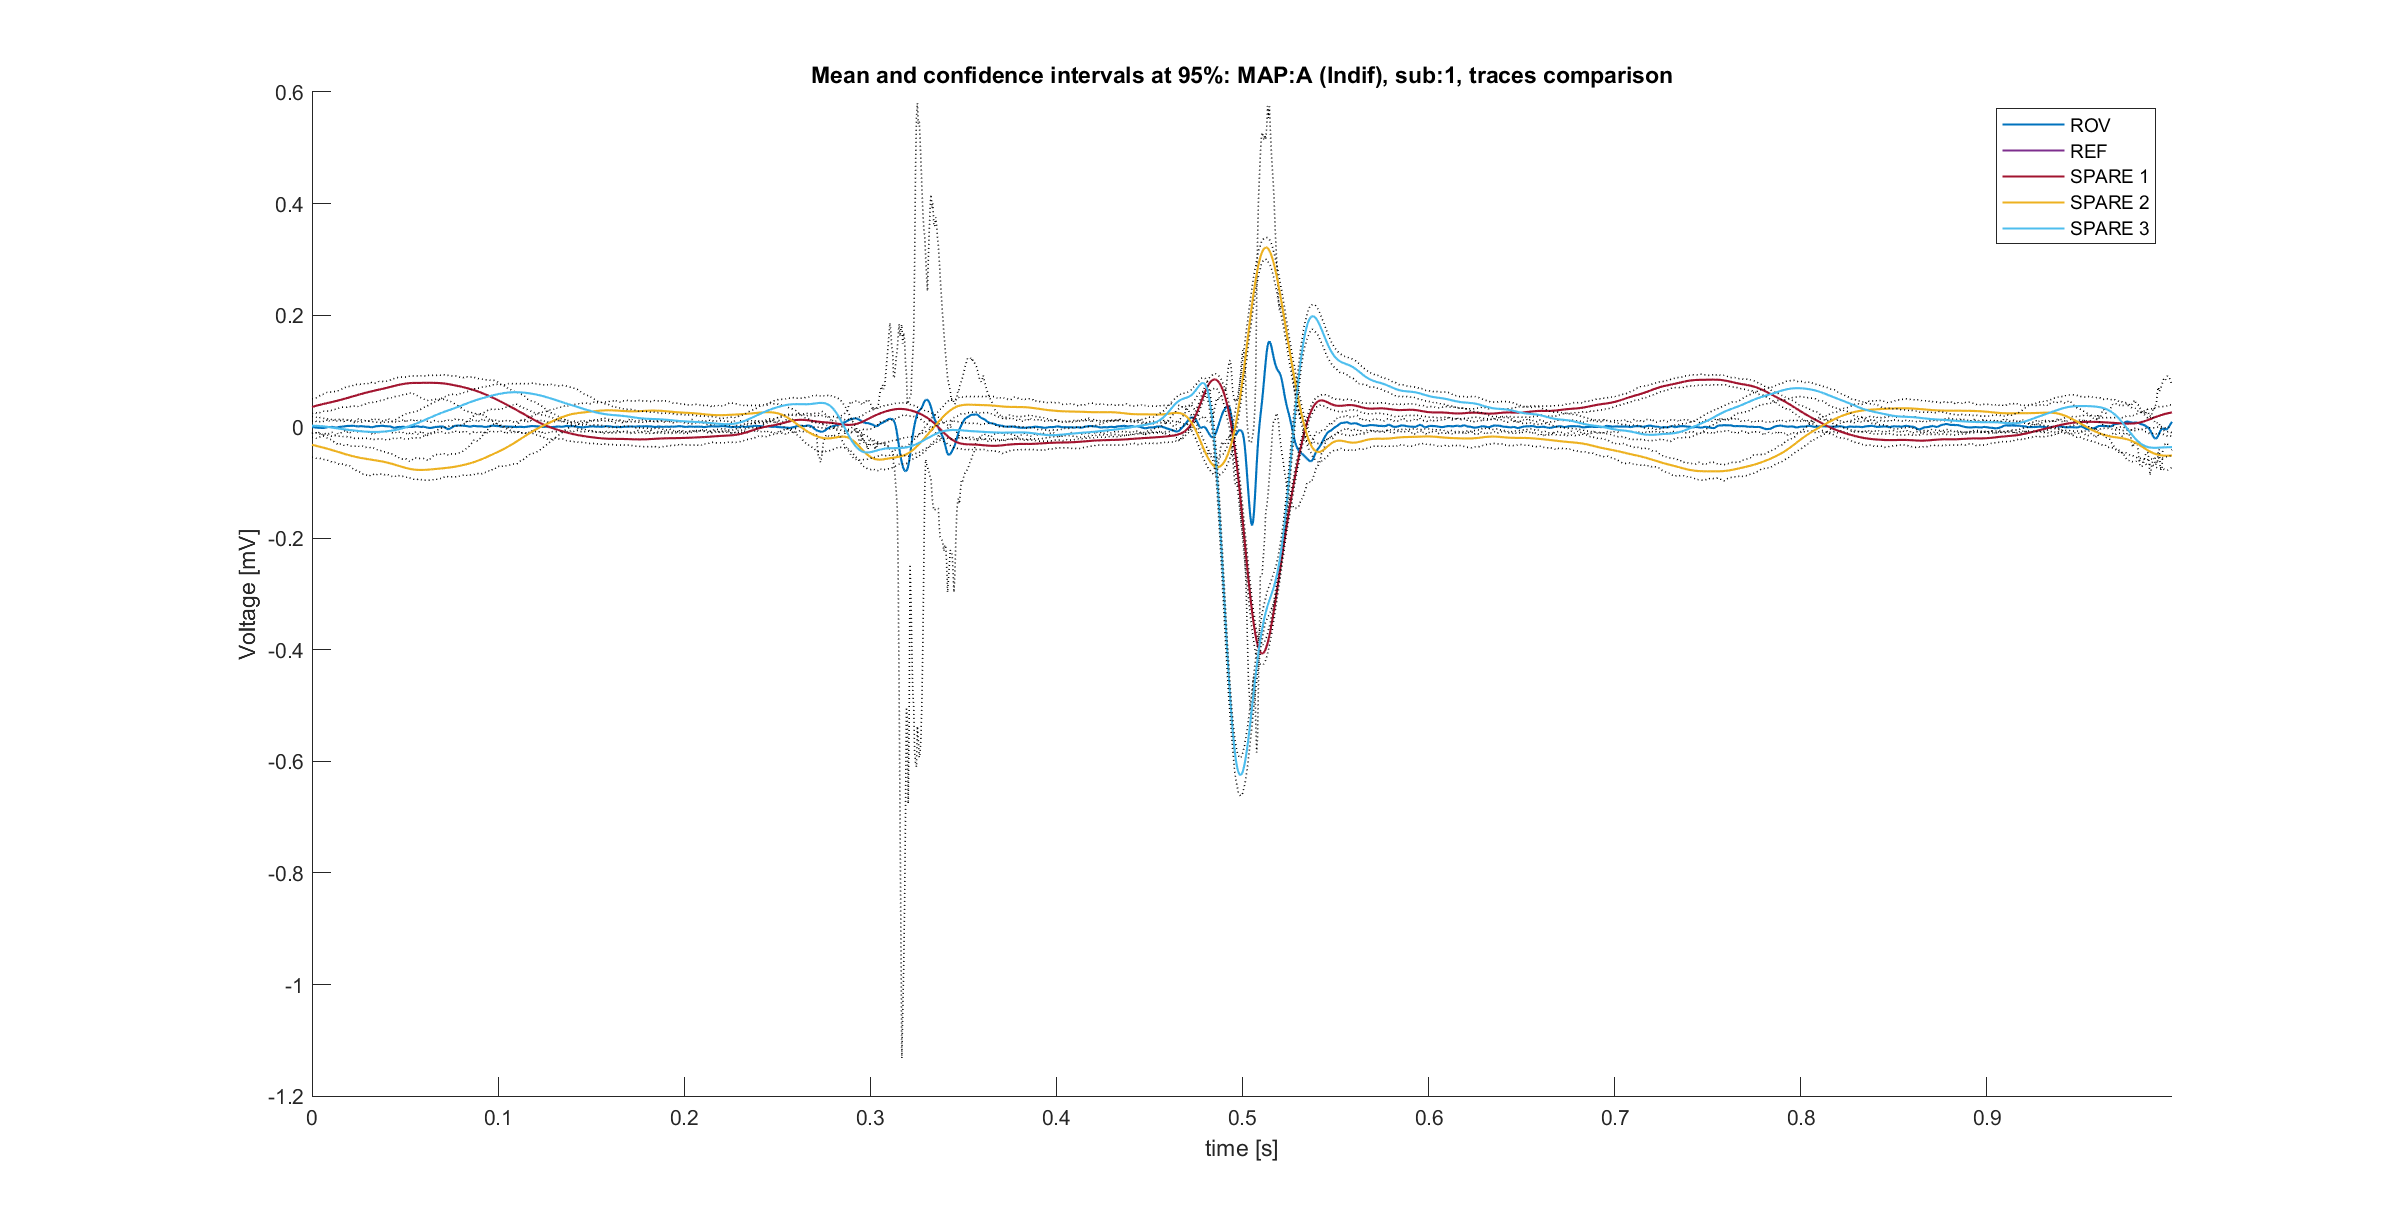 Mean and confidence intervals at 95%: MAP:A (Indif), sub:1, traces comparison
0.6
0.4
0.2
0
-0.2
-0.4
-0.6
-0.8
-1
-1.2
Voltage [mV]
ROV
REF
SPARE 1
SPARE 2
SPARE 3
0 0.1 0.2 0.3 0.4 0.5 0.6 0.7 0.8 0.9
time [s]